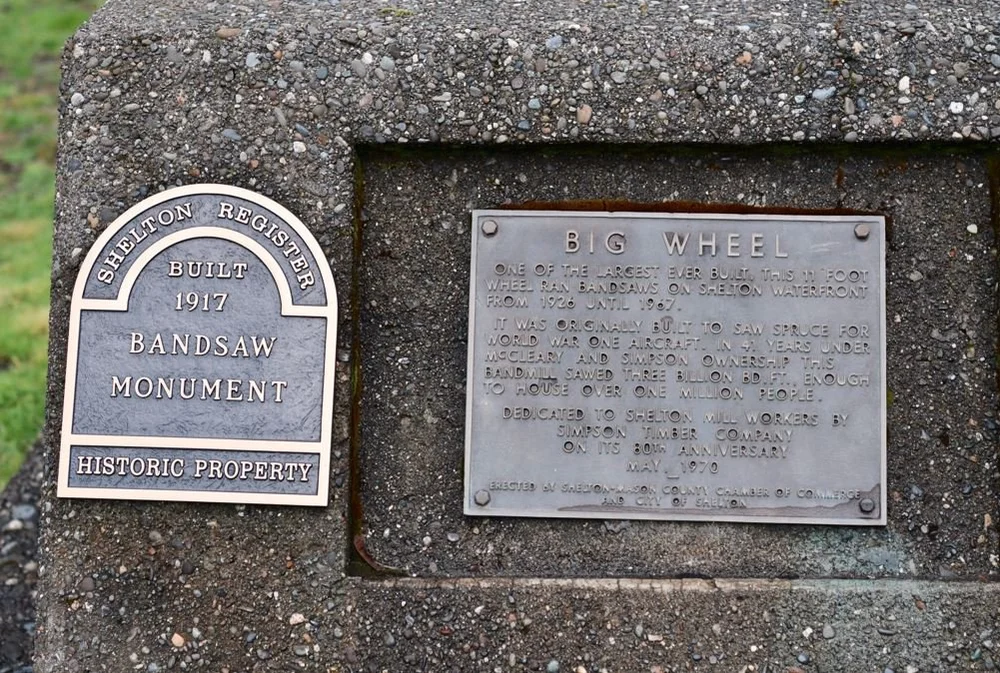 SHELTON REGISTER
BUILT
1917
BANDSAW
MONUMENT
HISTORIC PROPERTY
BIG WHEEL
ONE OF THE LARGEST EVER BUILT, THIS 11 FOOT
WHEEL RAN BANDSAWS ON SHELTON WATERFRONT
FROM 1926 UNTIL 1967.
IT WAS ORIGINALLY BUILT TO SAW SPRUCE FOR
WORLD WAR ONE AIRCRAFT. IN 41 YEARS UNDER
MCCLEARY AND SIMPSON OWNERSHIP THIS
BANDMILL SAWED THREE BILLION BD.FT., ENOUGH
TO HOUSE OVER ONE MILLION PEOPLE.
DEDICATED TO SHELTON MILL WORKERS BY
SIMPSON TIMBER COMPANY
ON ITS 80TH ANNIVERSARY
MAY, 1970
ERECTED BY SHELTON-MASON COUNTY CHAMBER OF COMMERCE
AND CITY OF SHELTON